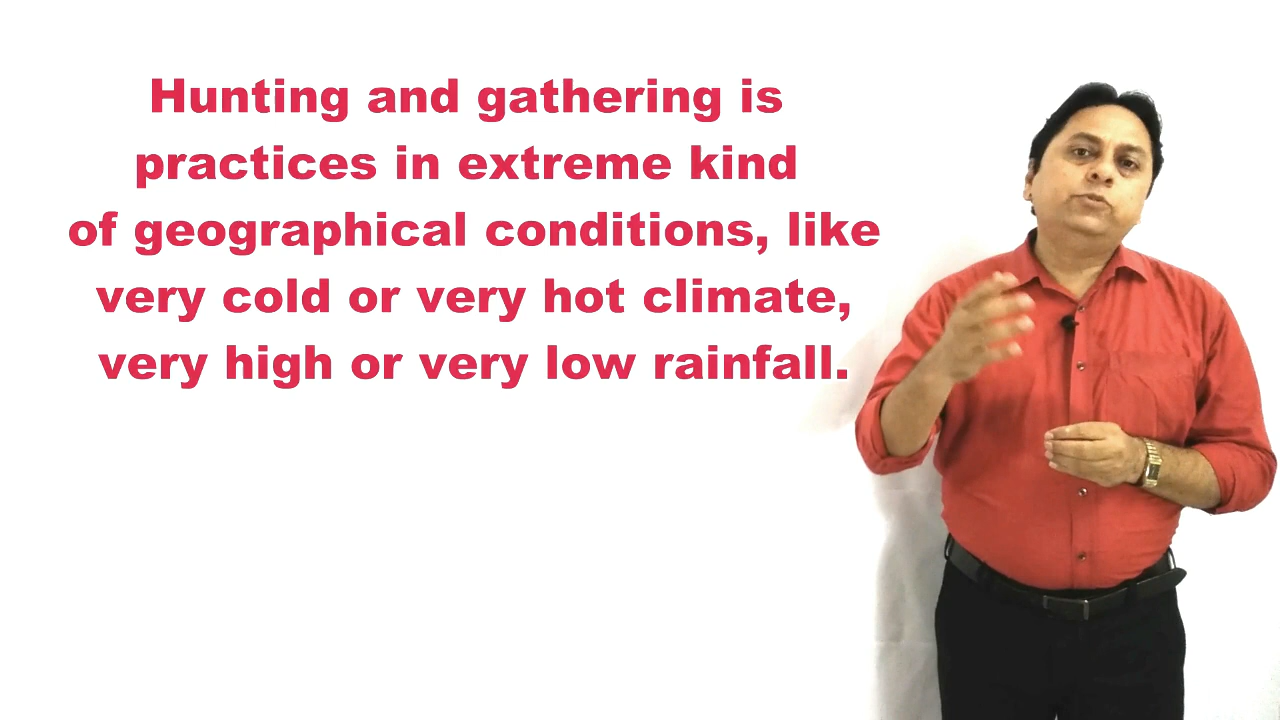 Hunting and gathering is
practices in extreme kind
of geographical conditions, like
very cold or very hot climate,
very high or very low rainfall.